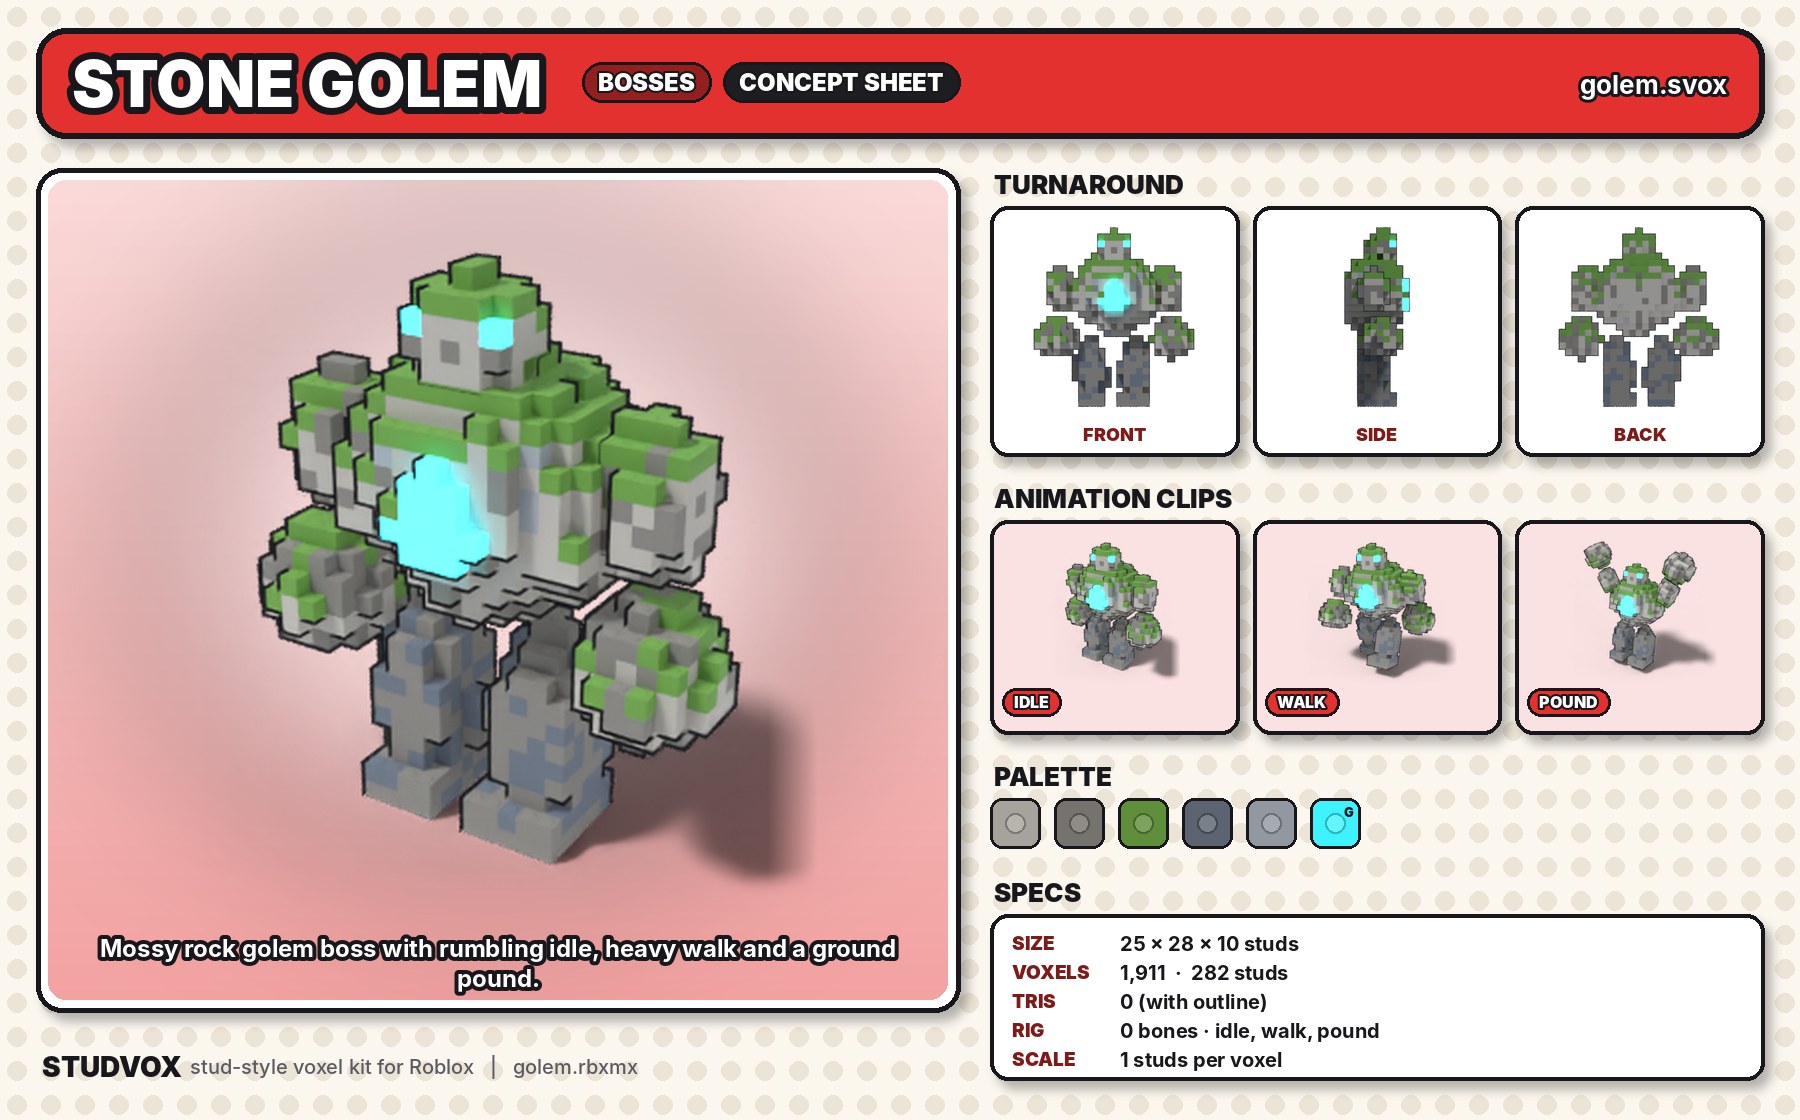 STONE GOLEM
BOSSES
CONCEPT SHEET
golem.svox
Mossy rock golem boss with rumbling idle, heavy walk and a ground
pound.
TURNAROUND
FRONT
SIDE
BACK
ANIMATION CLIPS
IDLE
WALK
POUND
PALETTE
G
SPECS
SIZE 25 × 28 × 10 studs
VOXELS 1,911 · 282 studs
TRIS 0 (with outline)
RIG 0 bones · idle, walk, pound
SCALE 1 studs per voxel
STUDVOX stud-style voxel kit for Roblox | golem.rbxmx